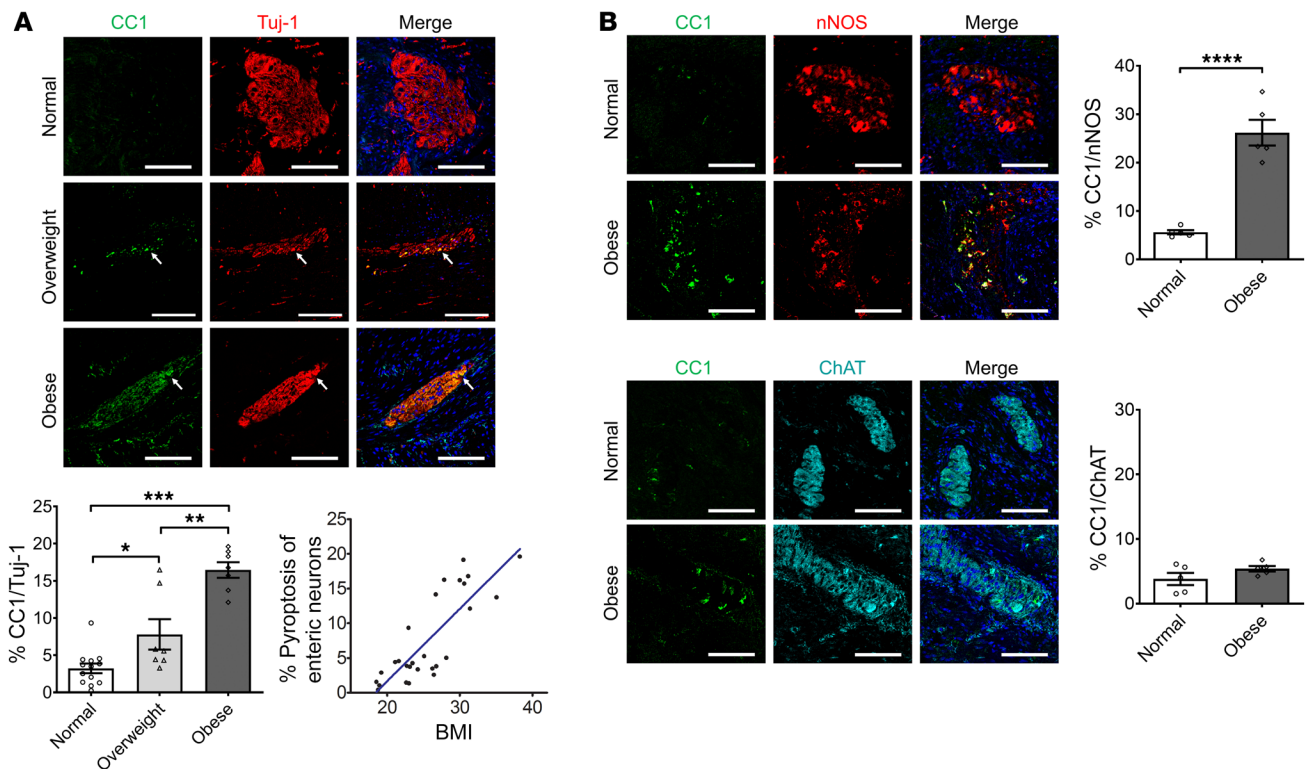 A
CC1 Tuj-1 Merge
Normal
Overweight
Obese
***
**
*
25
20
15
10
5
0
% CC1/Tuj-1
Normal Overweight Obese
25
20
15
10
5
0
% Pyroptosis of
enteric neurons
20 30 40
BMI
B
CC1 nNOS Merge
Normal
Obese
****
40
30
20
10
0
% CC1/nNOS
Normal Obese
CC1 ChAT Merge
Normal
Obese
30
20
10
0
% CC1/ChAT
Normal Obese